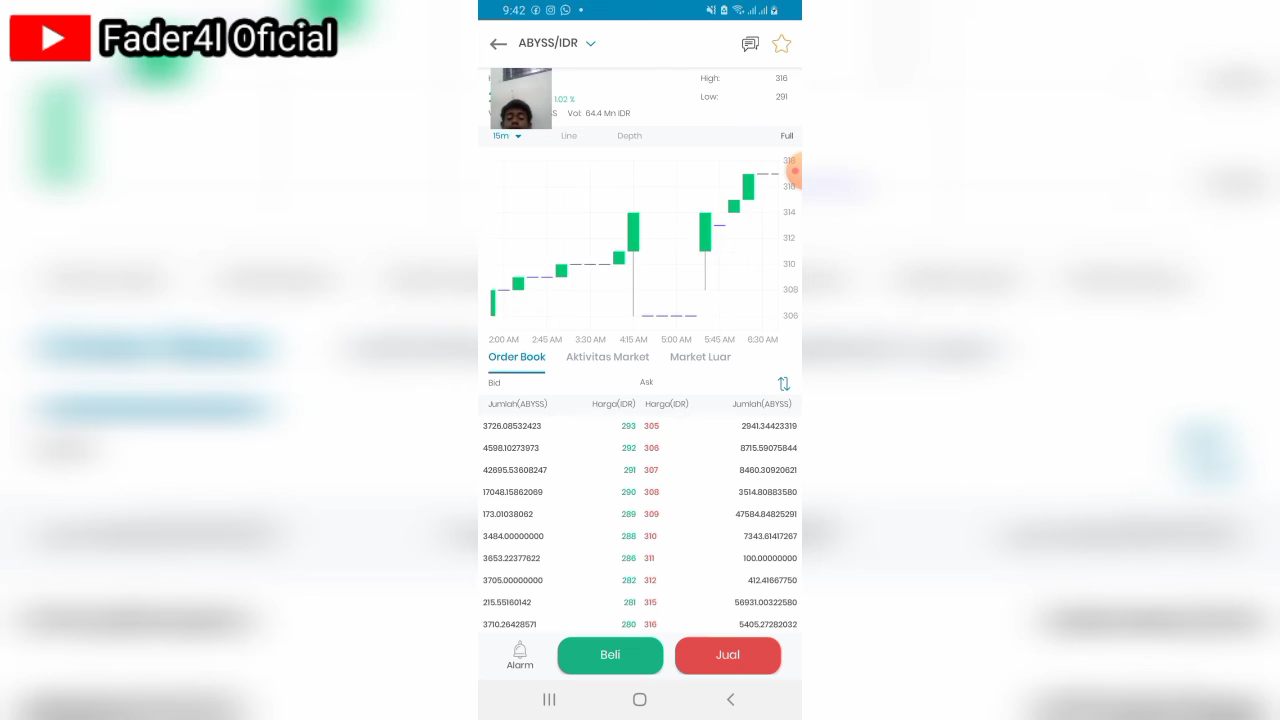 Fader4l Oficial
9:42
ABYSS/IDR
High: 316
1.02 %
Low: 291
Vol: 64.4 Mn IDR
15m Line Depth Full
318
316
314
312
310
308
306
2:00 AM 2:45 AM 3:30 AM 4:15 AM 5:00 AM 5:45 AM 6:30 AM
Order Book Aktivitas Market Market Luar
Bid Ask
Jumlah(ABYSS) Harga(IDR) Harga(IDR) Jumlah(ABYSS)
3726.08532423 293 305 2941.34423319
4598.10273973 292 306 8715.59075844
42695.53608247 291 307 8460.30920621
17048.15862069 290 308 3514.80883580
173.01038062 289 309 47584.84825291
3484.00000000 288 310 7343.61417267
3653.22377622 286 311 100.00000000
3705.00000000 282 312 412.41667750
215.55160142 281 315 56931.00322580
3710.26428571 280 316 5405.27282032
Alarm Beli Jual